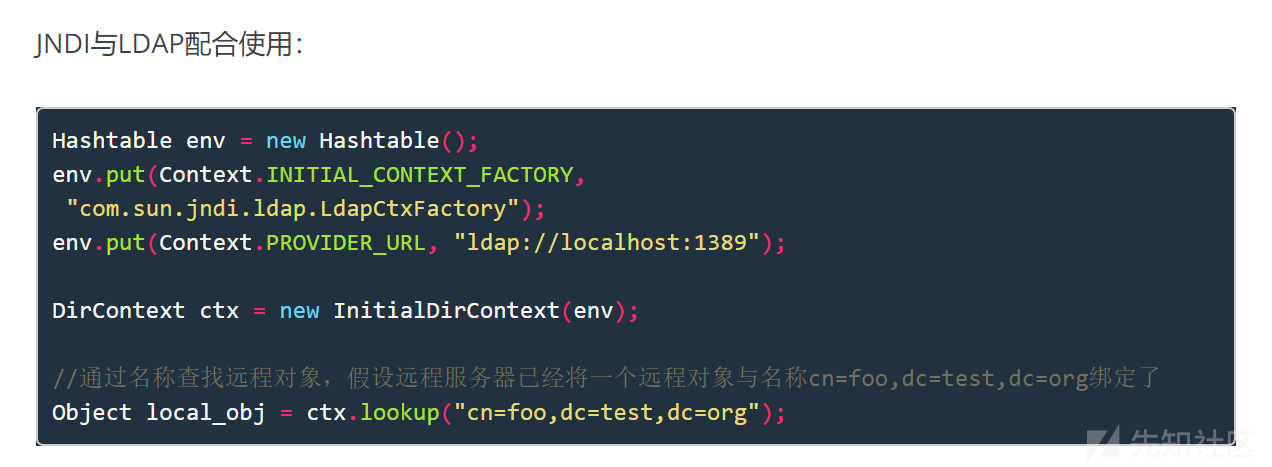 JNDI与LDAP配合使用：
Hashtable env = new Hashtable();
env.put(Context.INITIAL_CONTEXT_FACTORY,
"com.sun.jndi.ldap.LdapCtxFactory");
env.put(Context.PROVIDER_URL, "ldap://localhost:1389");
DirContext ctx = new InitialDirContext(env);
//通过名称查找远程对象，假设远程服务器已经将一个远程对象与名称cn=foo,dc=test,dc=org绑定了
Object local_obj = ctx.lookup("cn=foo,dc=test,dc=org");
先知社区